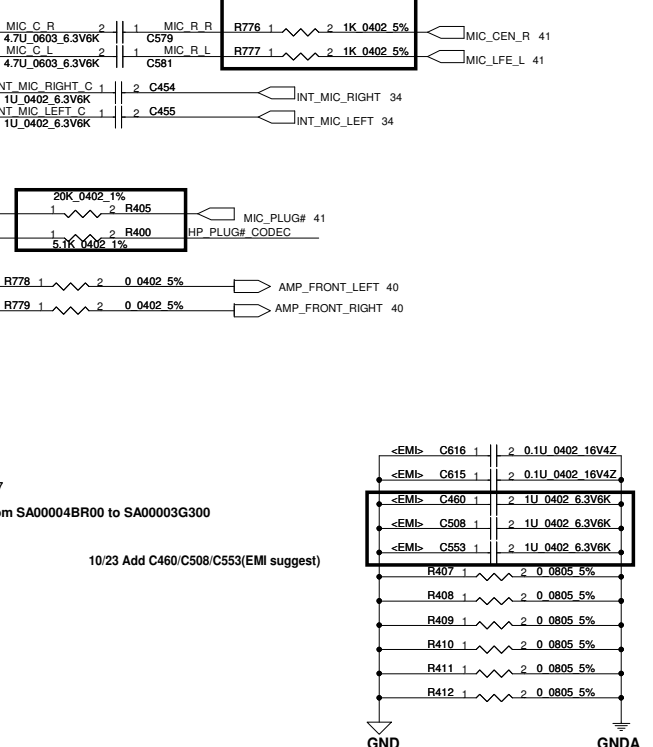 MIC_C_R 2 1 MIC_R_R R776 1 2 1K_0402_5% MIC_CEN_R 41
4.7U_0603_6.3V6K C579
MIC_C_L 2 1 MIC_R_L R777 1 2 1K_0402_5% MIC_LFE_L 41
4.7U_0603_6.3V6K C581
NT_MIC_RIGHT_C 1 2 C454 INT_MIC_RIGHT 34
1U_0402_6.3V6K
NT_MIC_LEFT_C 1 2 C455 INT_MIC_LEFT 34
1U_0402_6.3V6K
20K_0402_1%
1 2 R405 MIC_PLUG# 41
1 2 R400 HP_PLUG#_CODEC
5.1K_0402_1%
R778 1 2 0_0402_5% AMP_FRONT_LEFT 40
R779 1 2 0_0402_5% AMP_FRONT_RIGHT 40
<EMI> C616 1 2 0.1U_0402_16V4Z
<EMI> C615 1 2 0.1U_0402_16V4Z
<EMI> C460 1 2 1U_0402_6.3V6K
SA00004BR00 to SA00003G300
<EMI> C508 1 2 1U_0402_6.3V6K
<EMI> C553 1 2 1U_0402_6.3V6K
10/23 Add C460/C508/C553(EMI suggest)
R407 1 2 0_0805_5%
R408 1 2 0_0805_5%
R409 1 2 0_0805_5%
R410 1 2 0_0805_5%
R411 1 2 0_0805_5%
R412 1 2 0_0805_5%
GND GNDA